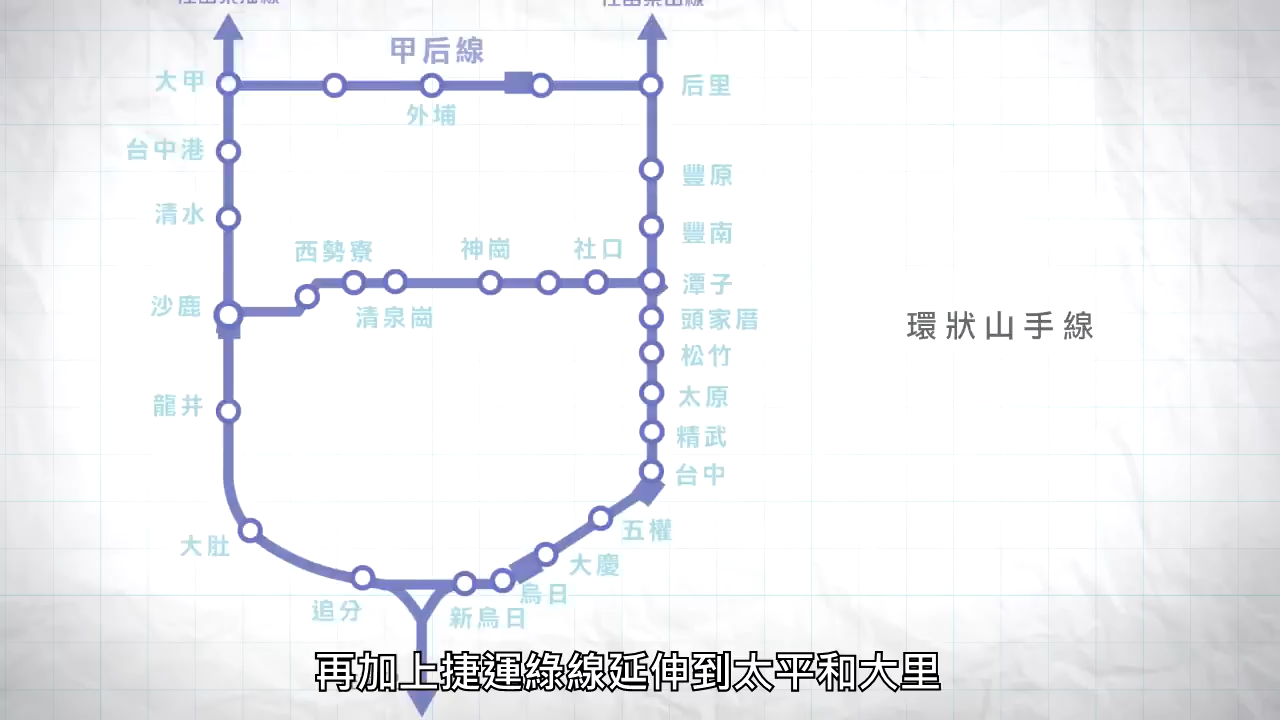 甲后線
大甲
后里
外埔
台中港
豐原
清水
豐南
西勢寮
神崗
社口
潭子
沙鹿
清泉崗
頭家厝
環狀山手線
松竹
太原
龍井
精武
台中
五權
大肚
大慶
烏日
追分
新烏日
再加上捷運綠線延伸到太平和大里